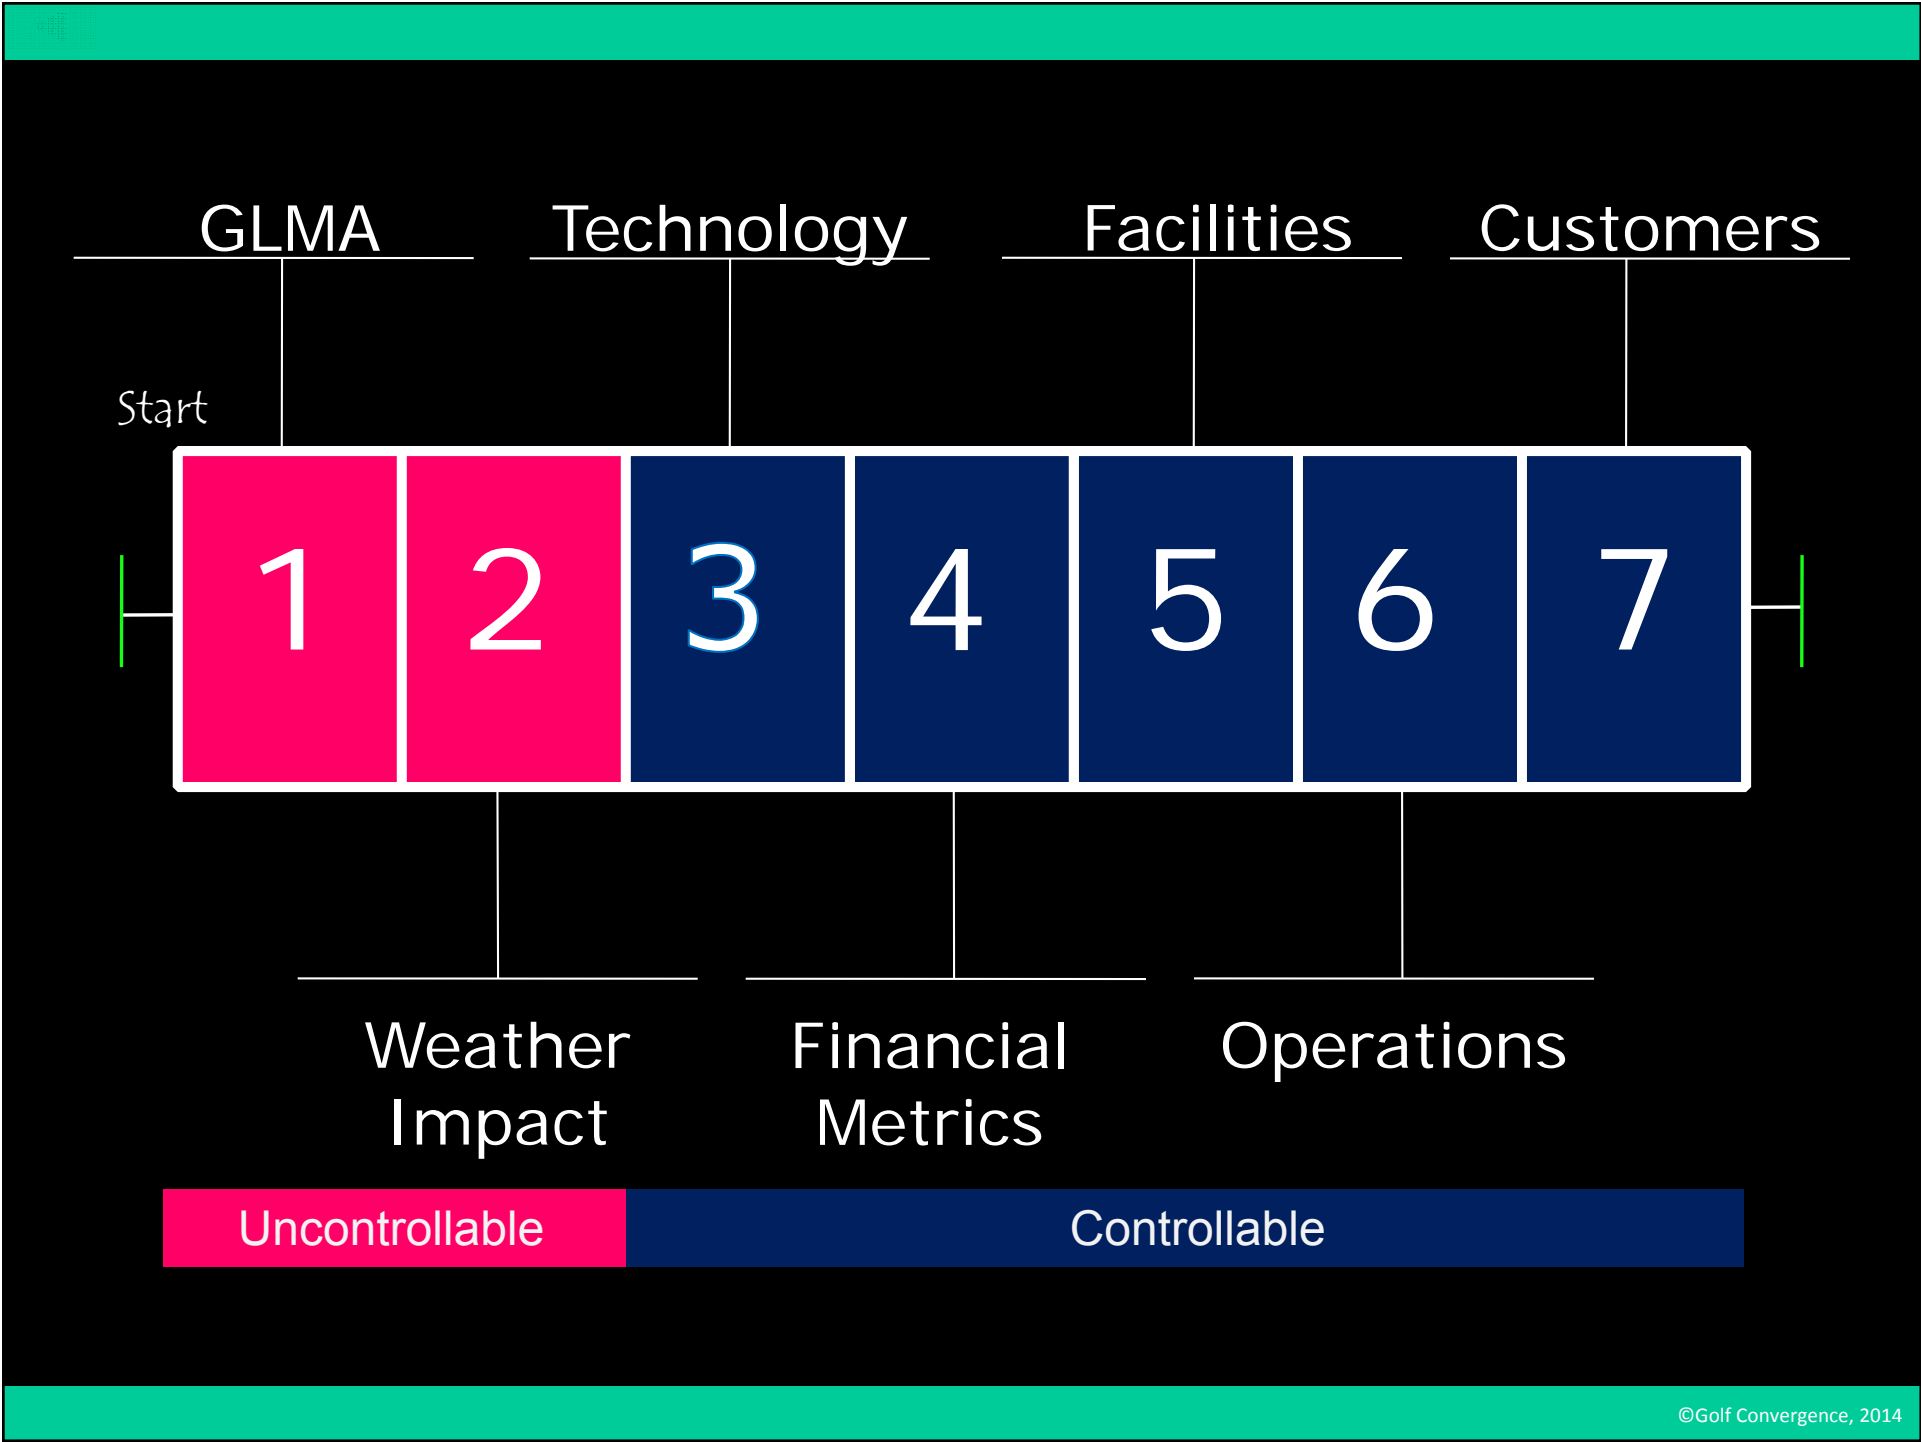 GLMA
Technology
Facilities
Customers
Start
1
2
3
4
5
6
7
Weather
Impact
Financial
Metrics
Operations
Uncontrollable
Controllable
©Golf Convergence, 2014